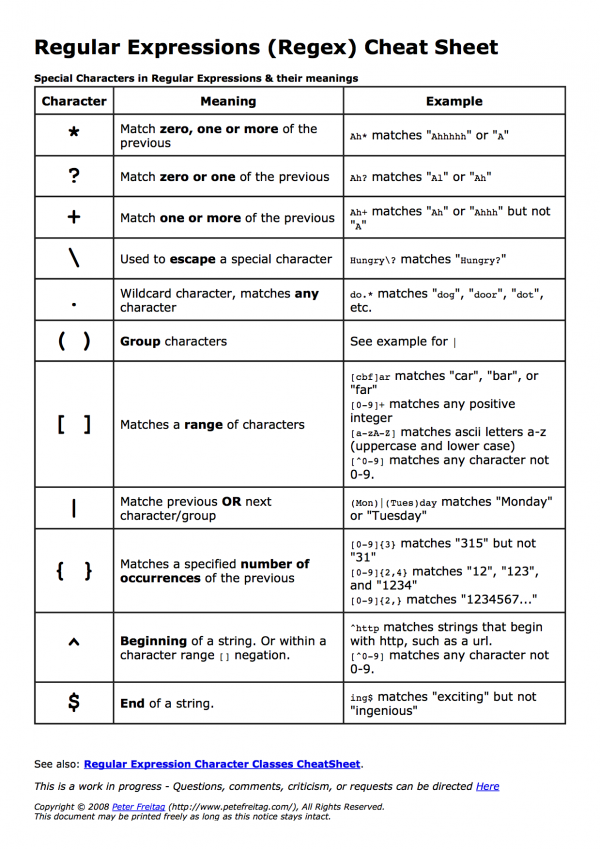 Regular Expressions (Regex) Cheat Sheet
Special Characters in Regular Expressions & their meanings
Character Meaning Example
* Match zero, one or more of the
previous
Ah* matches "Ahhhhh" or "A"
? Match zero or one of the previous Ah? matches "Al" or "Ah"
+ Match one or more of the previous
Ah+ matches "Ah" or "Ahhh" but not
"A"
\ Used to escape a special character Hungry\? matches "Hungry?"
. Wildcard character, matches any
character
do.* matches "dog", "door", "dot",
etc.
( ) Group characters See example for |
[ ] Matches a range of characters
[cbf]ar matches "car", "bar", or
"far"
[0-9]+ matches any positive
integer
[a-zA-Z] matches ascii letters a-z
(uppercase and lower case)
[^0-9] matches any character not
0-9.
| Matche previous OR next
character/group
(Mon)|(Tues)day matches "Monday"
or "Tuesday"
{ } Matches a specified number of
occurrences of the previous
[0-9]{3} matches "315" but not
"31"
[0-9]{2,4} matches "12", "123",
and "1234"
[0-9]{2,} matches "1234567..."
^ Beginning of a string. Or within a
character range [] negation.
^http matches strings that begin
with http, such as a url.
[^0-9] matches any character not
0-9.
$ End of a string.
ing$ matches "exciting" but not
"ingenious"
See also: Regular Expression Character Classes CheatSheet.
This is a work in progress - Questions, comments, criticism, or requests can be directed Here
Copyright © 2008 Peter Freitag (http://www.petefreitag.com/), All Rights Reserved.
This document may be printed freely as long as this notice stays intact.